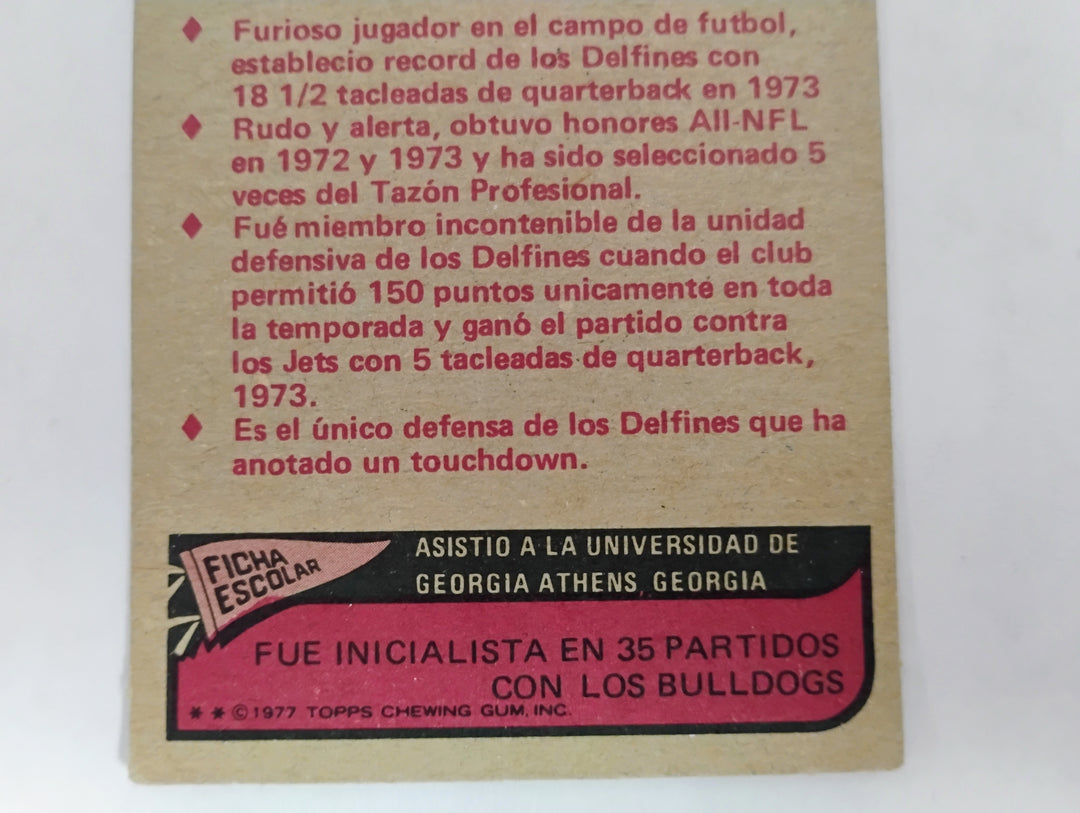 ♦ Furioso jugador en el campo de futbol,
establecio record de los Delfines con
18 1/2 tacleadas de quarterback en 1973
♦ Rudo y alerta, obtuvo honores All-NFL
en 1972 y 1973 y ha sido seleccionado 5
veces del Tazón Profesional.
♦ Fué miembro incontenible de la unidad
defensiva de los Delfines cuando el club
permitió 150 puntos unicamente en toda
la temporada y ganó el partido contra
los Jets con 5 tacleadas de quarterback,
1973.
♦ Es el único defensa de los Delfines que ha
anotado un touchdown.
FICHA
ESCOLAR
ASISTIO A LA UNIVERSIDAD DE
GEORGIA ATHENS, GEORGIA
FUE INICIALISTA EN 35 PARTIDOS
CON LOS BULLDOGS
* * © 1977 TOPPS CHEWING GUM, INC.